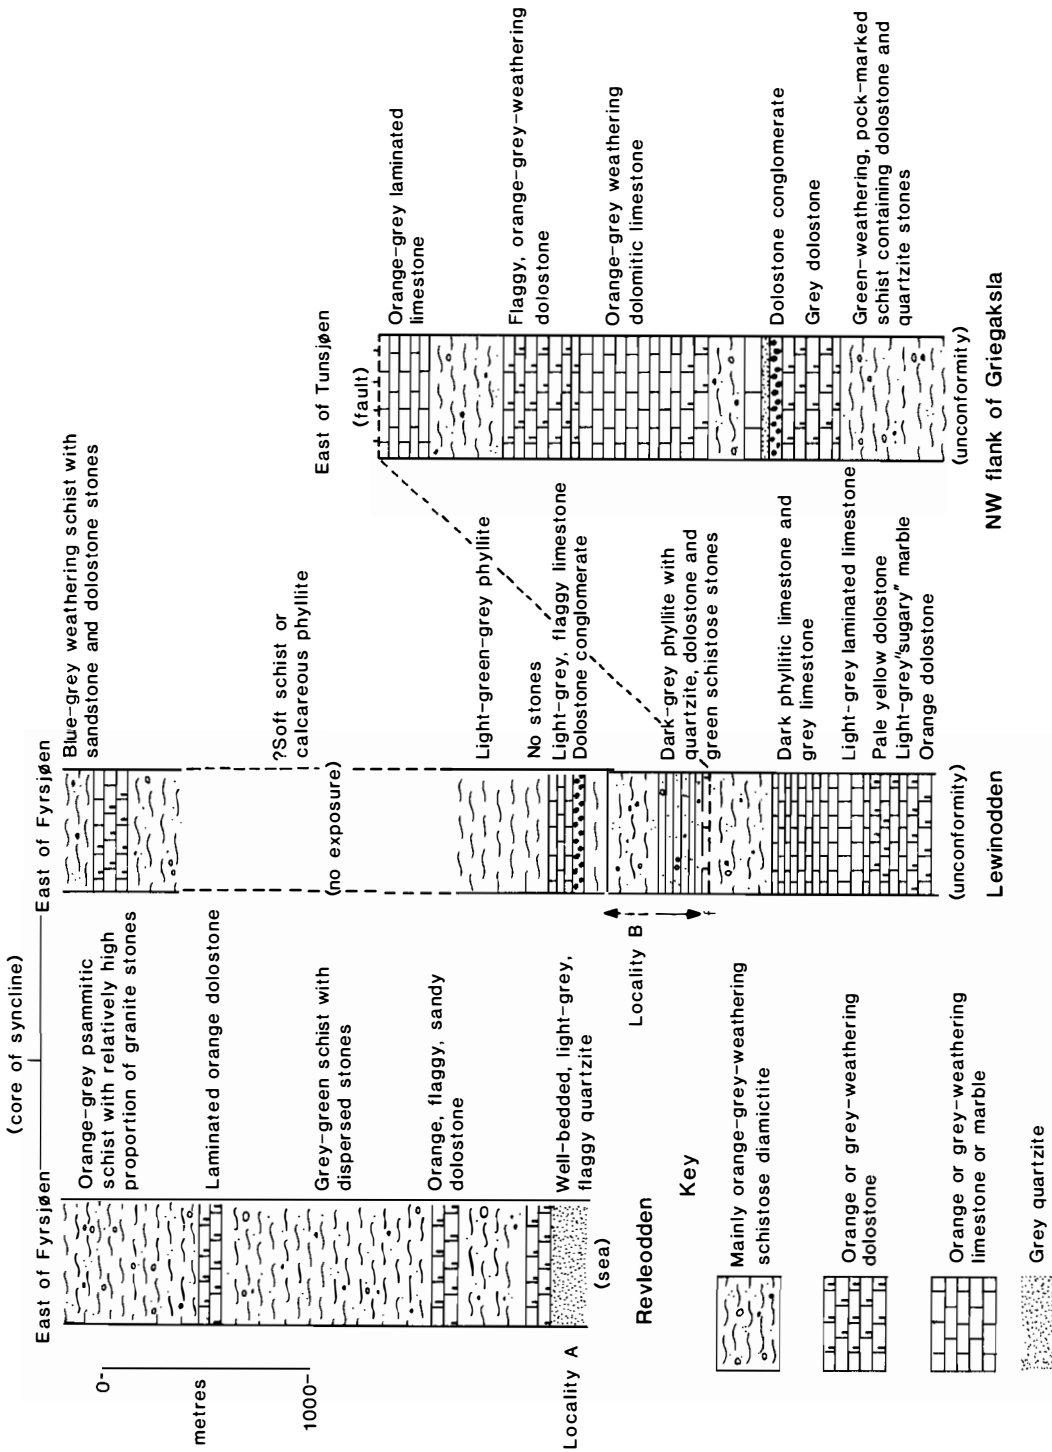 (core of syncline)
East of Fyrsjøen
East of Fyrsjøen
Orange-grey psammitic
schist with relatively high
proportion of granite stones
Laminated orange dolostone
Grey-green schist with
dispersed stones
Orange, flaggy, sandy
dolostone
Well-bedded, light-grey,
flaggy quartzite
(sea)
Revleodden
0-
metres
1000-
Locality A
Blue-grey weathering schist with
sandstone and dolostone stones
?Soft schist or
calcareous phyllite
(no exposure)
Light-green-grey phyllite
No stones
Light-grey, flaggy limestone
Dolostone conglomerate
Dark-grey phyllite with
quartzite, dolostone and
green schistose stones
Dark phyllitic limestone and
grey limestone
Light-grey laminated limestone
Pale yellow dolostone
Light-grey"sugary" marble
Orange dolostone
Locality B
f
(unconformity)
Lewinodden
East of Tunsjøen
(fault)
Orange-grey laminated
limestone
Flaggy, orange-grey-weathering
dolostone
Orange-grey weathering
dolomitic limestone
Dolostone conglomerate
Grey dolostone
Green-weathering, pock-marked
schist containing dolostone and
quartzite stones
(unconformity)
NW flank of Griegaksla
Key
Mainly orange-grey-weathering
schistose diamictite
Orange or grey-weathering
dolostone
Orange or grey-weathering
limestone or marble
Grey quartzite